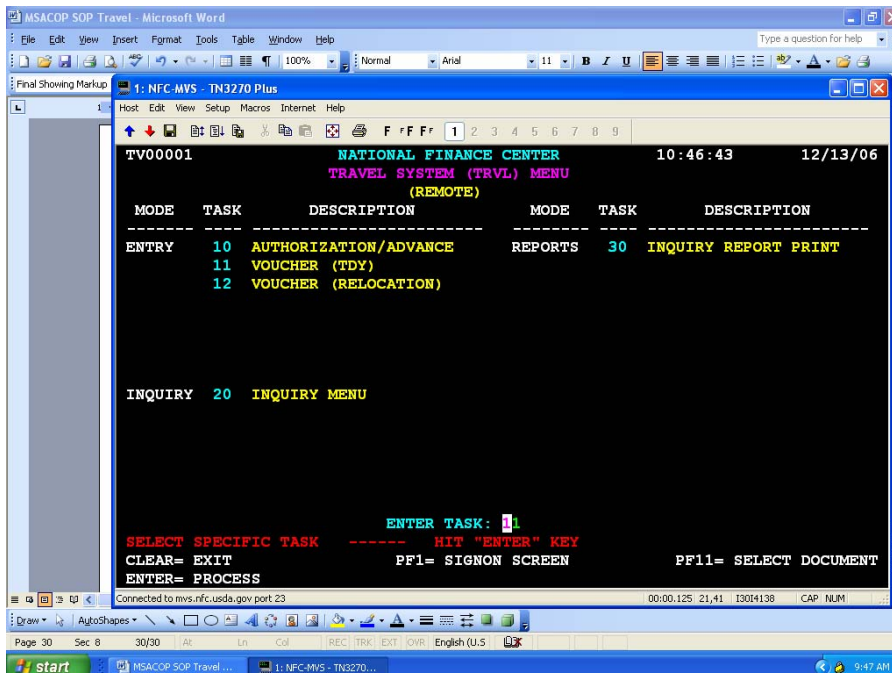 MSACOP SOP Travel - Microsoft Word
File Edit View Insert Format Tools Table Window Help Type a question for help
100% Normal Arial 11 B I U
Final Showing Markup
1: NFC-MVS - TN3270 Plus
Host Edit View Setup Macros Internet Help
1 2 3 4 5 6 7 8 9
TV00001 NATIONAL FINANCE CENTER 10:46:43 12/13/06
TRAVEL SYSTEM (TRVL) MENU
(REMOTE)
MODE TASK DESCRIPTION MODE TASK DESCRIPTION
------- ---- ------------------------- -------- ---- ----------------------
ENTRY 10 AUTHORIZATION/ADVANCE REPORTS 30 INQUIRY REPORT PRINT
11 VOUCHER (TDY)
12 VOUCHER (RELOCATION)
INQUIRY 20 INQUIRY MENU
ENTER TASK: 11
SELECT SPECIFIC TASK ------ HIT "ENTER" KEY
CLEAR= EXIT PF1= SIGNON SCREEN PF11= SELECT DOCUMENT
ENTER= PROCESS
Connected to mvs.nfc.usda.gov port 23 00:00.125 21,41 I30I4138 CAP NUM
Draw AutoShapes
Page 30 Sec 8 30/30 At Ln Col REC TRK EXT OVR English (U.S
start MSACOP SOP Travel ... 1: NFC-MVS - TN3270... 9:47 AM